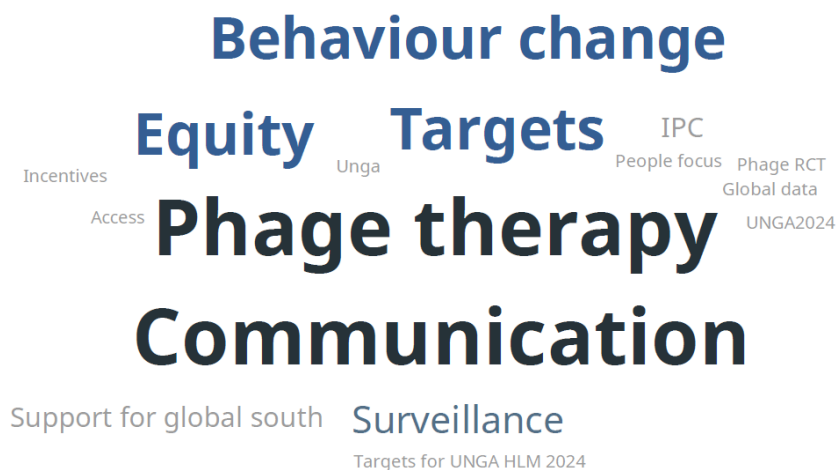 Behaviour change
Equity
Targets
IPC
Unga
People focus
Phage RCT
Incentives
Global data
Access
Phage therapy
UNGA2024
Communication
Support for global south
Surveillance
Targets for UNGA HLM 2024